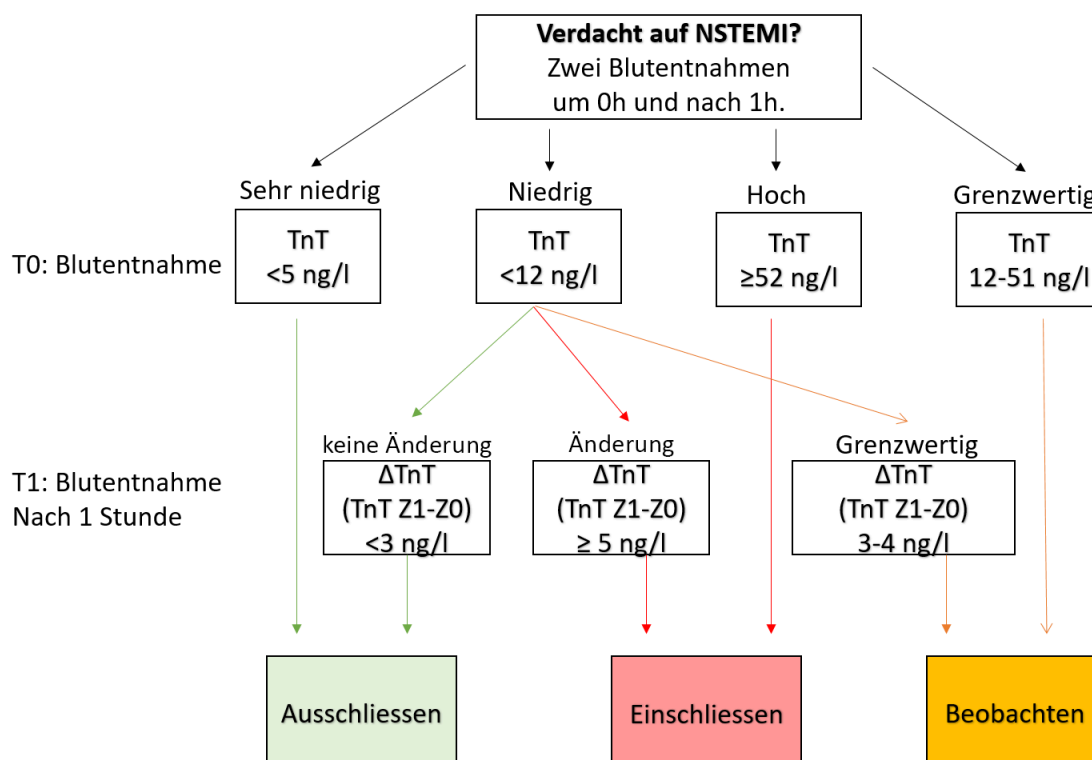 Verdacht auf NSTEMI?
Zwei Blutentnahmen
um 0h und nach 1h.
Sehr niedrig
Niedrig
Hoch
Grenzwertig
T0: Blutentnahme
TnT
<5 ng/l
TnT
<12 ng/l
TnT
≥52 ng/l
TnT
12-51 ng/l
keine Änderung
Änderung
Grenzwertig
T1: Blutentnahme
Nach 1 Stunde
ΔTnT
(TnT Z1-Z0)
<3 ng/l
ΔTnT
(TnT Z1-Z0)
≥ 5 ng/l
ΔTnT
(TnT Z1-Z0)
3-4 ng/l
Ausschliessen
Einschliessen
Beobachten